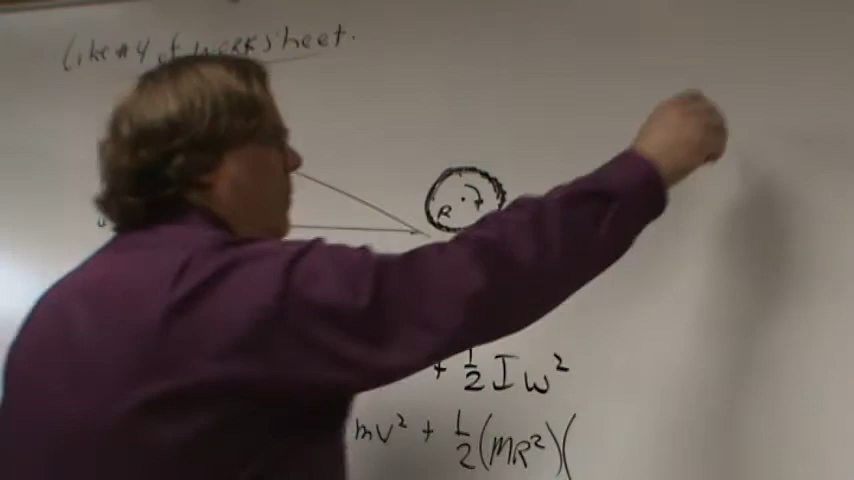 Like #4 of worksheet.
R
+ 1/2 I ω²
mv² + 1/2 (MR²)(